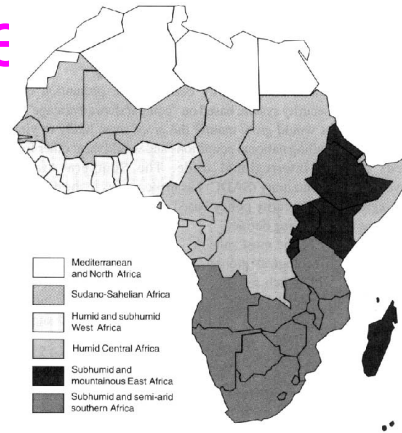 e
Mediterranean
and North Africa
Sudano-Sahelian Africa
Humid and subhumid
West Africa
Humid Central Africa
Subhumid and
mountainous East Africa
Subhumid and semi-arid
southern Africa